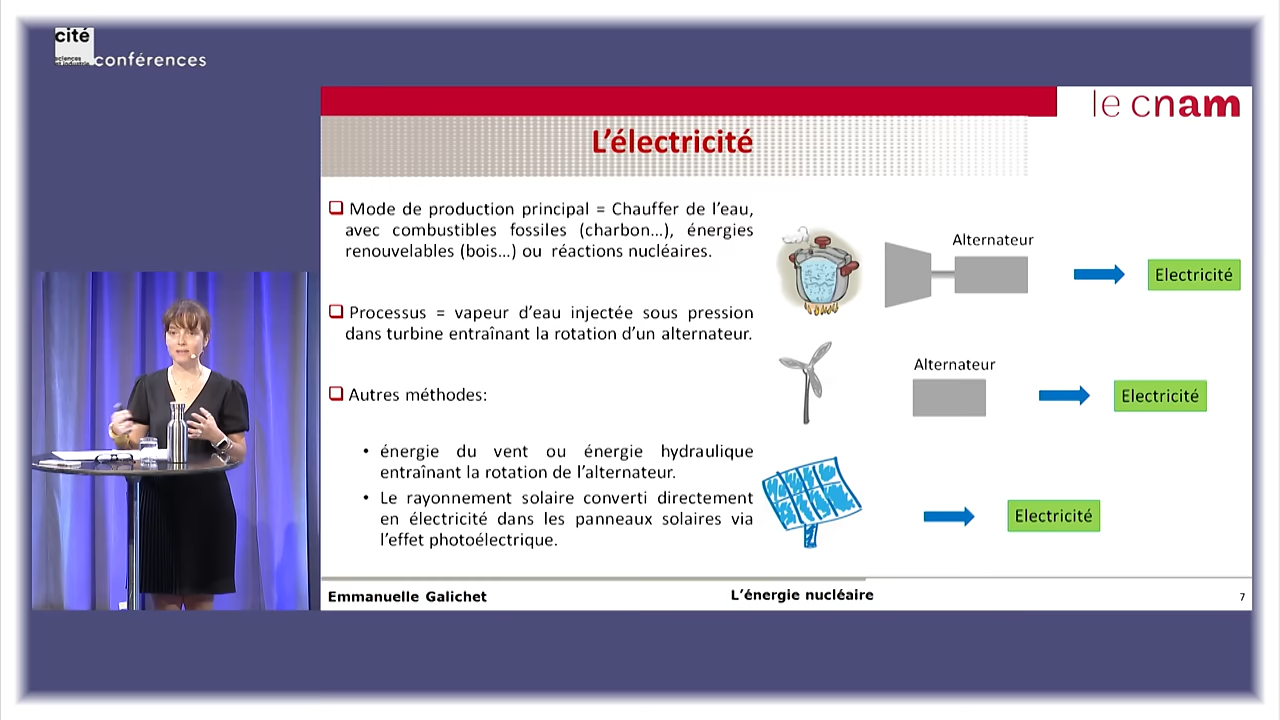 cité
sciences
et industrie
conférences
le cnam
L’électricité
Mode de production principal = Chauffer de l’eau,
avec combustibles fossiles (charbon…), énergies
renouvelables (bois…) ou réactions nucléaires.
Processus = vapeur d’eau injectée sous pression
dans turbine entraînant la rotation d’un alternateur.
Autres méthodes:
• énergie du vent ou énergie hydraulique
entraînant la rotation de l’alternateur.
• Le rayonnement solaire converti directement
en électricité dans les panneaux solaires via
l’effet photoélectrique.
Alternateur
Electricité
Alternateur
Electricité
Electricité
Emmanuelle Galichet
L’énergie nucléaire
7